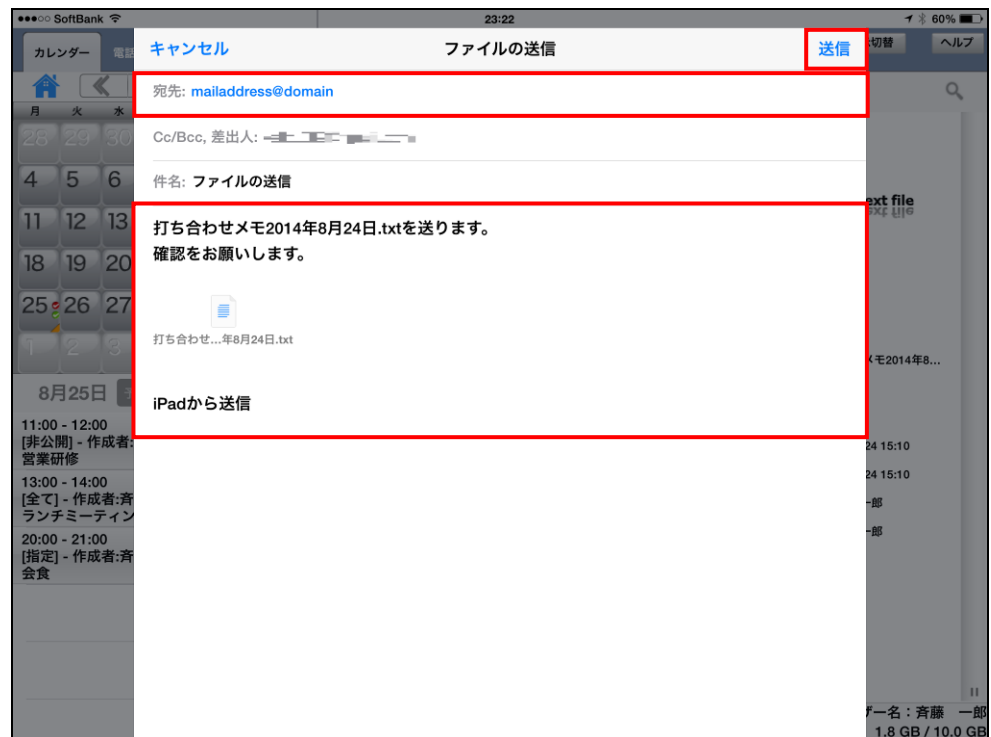 ●●●○○ SoftBank 23:22 60%
カレンダー 電話 キャンセル ファイルの送信 送信 切替 ヘルプ
宛先: mailaddress@domain
月 火 水
Cc/Bcc, 差出人:
28 29 30
4 5 6
件名: ファイルの送信
text file
11 12 13
打ち合わせメモ2014年8月24日.txtを送ります。
18 19 20
確認をお願いします。
25 26 27
打ち合わせ...年8月24日.txt
1 2 3
メモ2014年8...
8月25日
iPadから送信
11:00 - 12:00
[非公開] - 作成者:
営業研修
24 15:10
13:00 - 14:00
[全て] - 作成者:斉
ランチミーティン
24 15:10
一郎
20:00 - 21:00
[指定] - 作成者:斉
会食
一郎
ザー名：斉藤 一郎
1.8 GB / 10.0 GB